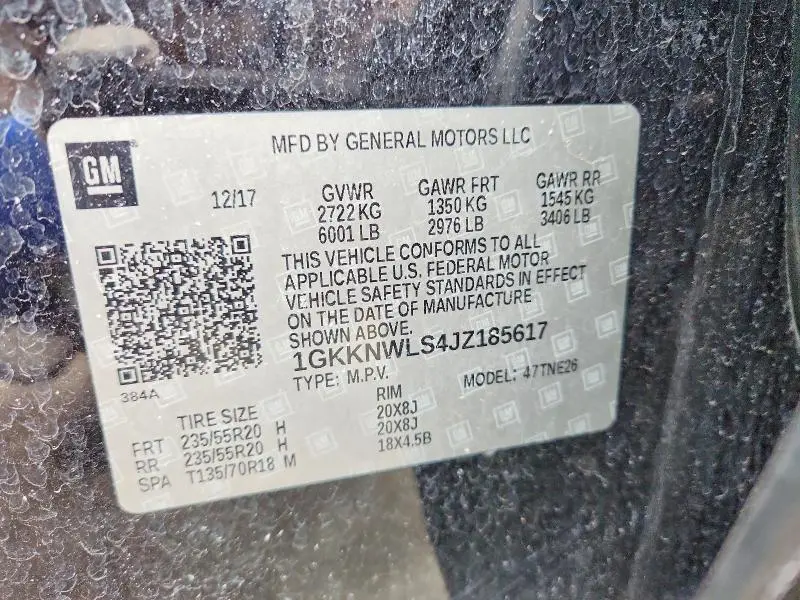 GM
MFD BY GENERAL MOTORS LLC
12/17
GVWR GAWR FRT GAWR RR
2722 KG 1350 KG 1545 KG
6001 LB 2976 LB 3406 LB
THIS VEHICLE CONFORMS TO ALL
APPLICABLE U.S. FEDERAL MOTOR
VEHICLE SAFETY STANDARDS IN EFFECT
ON THE DATE OF MANUFACTURE
SHOWN ABOVE.
1GKKNWLS4JZ185617
TYPE: M.P.V. MODEL: 47TNE26
384A
TIRE SIZE RIM
FRT 235/55R20 H 20X8J
RR 235/55R20 H 20X8J
SPA T135/70R18 M 18X4.5B